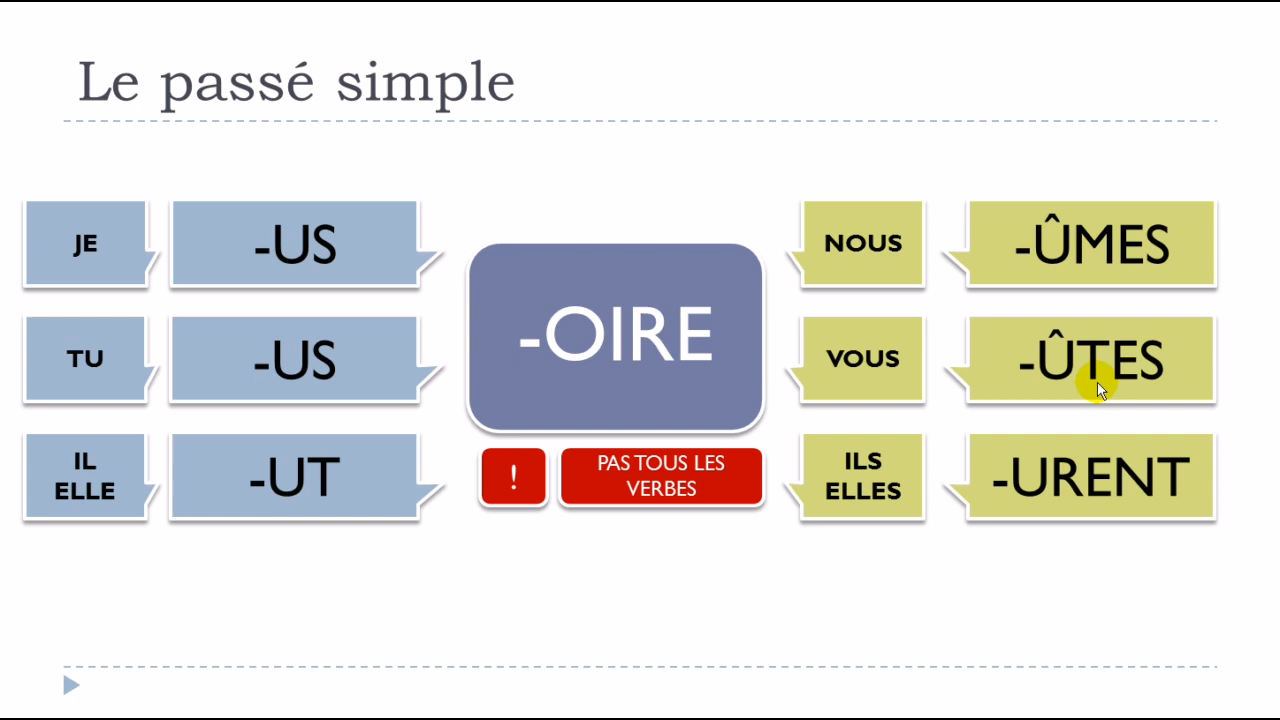 Le passé simple
JE
-US
TU
-US
IL
ELLE
-UT
-OIRE
!
PAS TOUS LES
VERBES
NOUS
-ÛMES
VOUS
-ÛTES
ILS
ELLES
-URENT